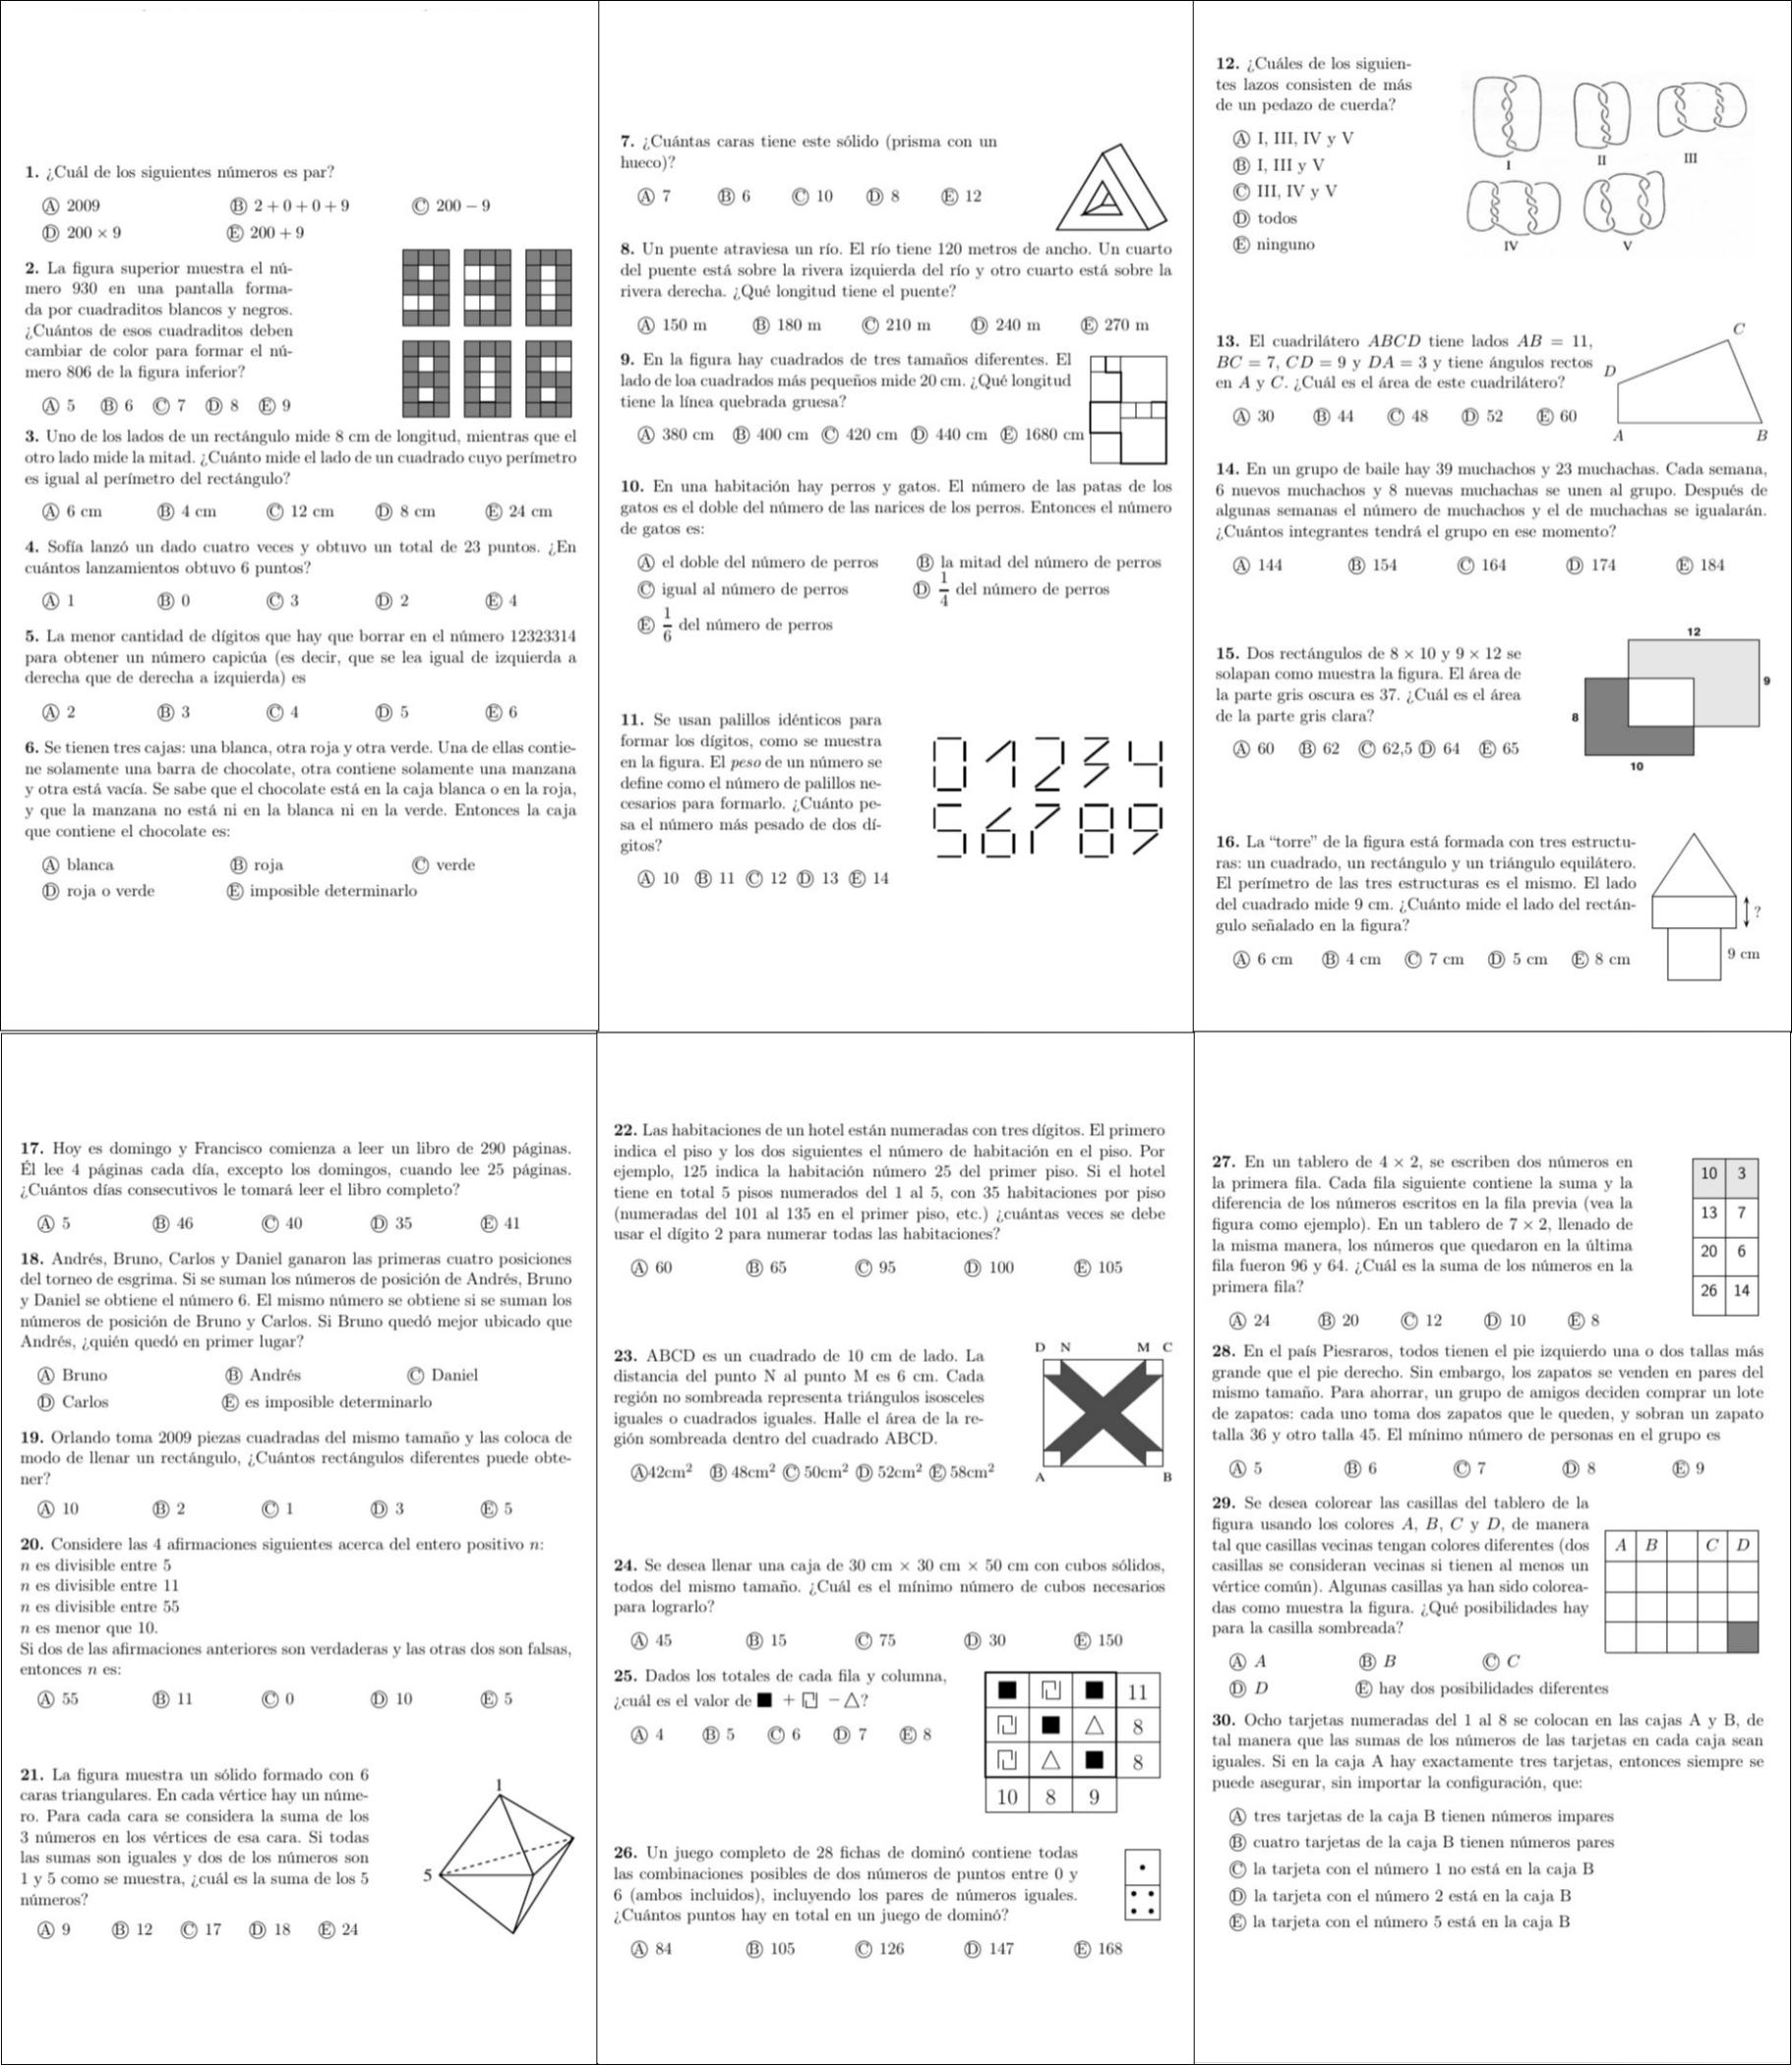 1. ¿Cuál de los siguientes números es par?
Ⓐ 2009 Ⓑ 2 + 0 + 0 + 9 Ⓒ 200 − 9
Ⓓ 200 × 9 Ⓔ 200 + 9
2. La figura superior muestra el nú-
mero 930 en una pantalla forma-
da por cuadraditos blancos y negros.
¿Cuántos de esos cuadraditos deben
cambiar de color para formar el nú-
mero 806 de la figura inferior?
Ⓐ 5 Ⓑ 6 Ⓒ 7 Ⓓ 8 Ⓔ 9
3. Uno de los lados de un rectángulo mide 8 cm de longitud, mientras que el
otro lado mide la mitad. ¿Cuánto mide el lado de un cuadrado cuyo perímetro
es igual al perímetro del rectángulo?
Ⓐ 6 cm Ⓑ 4 cm Ⓒ 12 cm Ⓓ 8 cm Ⓔ 24 cm
4. Sofía lanzó un dado cuatro veces y obtuvo un total de 23 puntos. ¿En
cuántos lanzamientos obtuvo 6 puntos?
Ⓐ 1 Ⓑ 0 Ⓒ 3 Ⓓ 2 Ⓔ 4
5. La menor cantidad de dígitos que hay que borrar en el número 12323314
para obtener un número capicúa (es decir, que se lea igual de izquierda a
derecha que de derecha a izquierda) es
Ⓐ 2 Ⓑ 3 Ⓒ 4 Ⓓ 5 Ⓔ 6
6. Se tienen tres cajas: una blanca, otra roja y otra verde. Una de ellas contie-
ne solamente una barra de chocolate, otra contiene solamente una manzana
y otra está vacía. Se sabe que el chocolate está en la caja blanca o en la roja,
y que la manzana no está ni en la blanca ni en la verde. Entonces la caja
que contiene el chocolate es:
Ⓐ blanca Ⓑ roja Ⓒ verde
Ⓓ roja o verde Ⓔ imposible determinarlo
7. ¿Cuántas caras tiene este sólido (prisma con un
hueco)?
Ⓐ 7 Ⓑ 6 Ⓒ 10 Ⓓ 8 Ⓔ 12
8. Un puente atraviesa un río. El río tiene 120 metros de ancho. Un cuarto
del puente está sobre la rivera izquierda del río y otro cuarto está sobre la
rivera derecha. ¿Qué longitud tiene el puente?
Ⓐ 150 m Ⓑ 180 m Ⓒ 210 m Ⓓ 240 m Ⓔ 270 m
9. En la figura hay cuadrados de tres tamaños diferentes. El
lado de loa cuadrados más pequeños mide 20 cm. ¿Qué longitud
tiene la línea quebrada gruesa?
Ⓐ 380 cm Ⓑ 400 cm Ⓒ 420 cm Ⓓ 440 cm Ⓔ 1680 cm
10. En una habitación hay perros y gatos. El número de las patas de los
gatos es el doble del número de las narices de los perros. Entonces el número
de gatos es:
Ⓐ el doble del número de perros Ⓑ la mitad del número de perros
Ⓒ igual al número de perros Ⓓ 1/4 del número de perros
Ⓔ 1/6 del número de perros
11. Se usan palillos idénticos para
formar los dígitos, como se muestra
en la figura. El peso de un número se
define como el número de palillos ne-
cesarios para formarlo. ¿Cuánto pe-
sa el número más pesado de dos dí-
gitos?
0 1 2 3 4
5 6 7 8 9
Ⓐ 10 Ⓑ 11 Ⓒ 12 Ⓓ 13 Ⓔ 14
12. ¿Cuáles de los siguien-
tes lazos consisten de más
de un pedazo de cuerda?
Ⓐ I, III, IV y V
Ⓑ I, III y V
Ⓒ III, IV y V
Ⓓ todos
Ⓔ ninguno
I II III
IV V
13. El cuadrilátero ABCD tiene lados AB = 11,
BC = 7, CD = 9 y DA = 3 y tiene ángulos rectos
en A y C. ¿Cuál es el área de este cuadrilátero?
Ⓐ 30 Ⓑ 44 Ⓒ 48 Ⓓ 52 Ⓔ 60
C
D
A B
14. En un grupo de baile hay 39 muchachos y 23 muchachas. Cada semana,
6 nuevos muchachos y 8 nuevas muchachas se unen al grupo. Después de
algunas semanas el número de muchachos y el de muchachas se igualarán.
¿Cuántos integrantes tendrá el grupo en ese momento?
Ⓐ 144 Ⓑ 154 Ⓒ 164 Ⓓ 174 Ⓔ 184
15. Dos rectángulos de 8 × 10 y 9 × 12 se
solapan como muestra la figura. El área de
la parte gris oscura es 37. ¿Cuál es el área
de la parte gris clara?
Ⓐ 60 Ⓑ 62 Ⓒ 62,5 Ⓓ 64 Ⓔ 65
12
9
8
10
16. La “torre” de la figura está formada con tres estructu-
ras: un cuadrado, un rectángulo y un triángulo equilátero.
El perímetro de las tres estructuras es el mismo. El lado
del cuadrado mide 9 cm. ¿Cuánto mide el lado del rectán-
gulo señalado en la figura?
Ⓐ 6 cm Ⓑ 4 cm Ⓒ 7 cm Ⓓ 5 cm Ⓔ 8 cm
?
9 cm
17. Hoy es domingo y Francisco comienza a leer un libro de 290 páginas.
Él lee 4 páginas cada día, excepto los domingos, cuando lee 25 páginas.
¿Cuántos días consecutivos le tomará leer el libro completo?
Ⓐ 5 Ⓑ 46 Ⓒ 40 Ⓓ 35 Ⓔ 41
18. Andrés, Bruno, Carlos y Daniel ganaron las primeras cuatro posiciones
del torneo de esgrima. Si se suman los números de posición de Andrés, Bruno
y Daniel se obtiene el número 6. El mismo número se obtiene si se suman los
números de posición de Bruno y Carlos. Si Bruno quedó mejor ubicado que
Andrés, ¿quién quedó en primer lugar?
Ⓐ Bruno Ⓑ Andrés Ⓒ Daniel
Ⓓ Carlos Ⓔ es imposible determinarlo
19. Orlando toma 2009 piezas cuadradas del mismo tamaño y las coloca de
modo de llenar un rectángulo, ¿Cuántos rectángulos diferentes puede obte-
ner?
Ⓐ 10 Ⓑ 2 Ⓒ 1 Ⓓ 3 Ⓔ 5
20. Considere las 4 afirmaciones siguientes acerca del entero positivo n:
n es divisible entre 5
n es divisible entre 11
n es divisible entre 55
n es menor que 10.
Si dos de las afirmaciones anteriores son verdaderas y las otras dos son falsas,
entonces n es:
Ⓐ 55 Ⓑ 11 Ⓒ 0 Ⓓ 10 Ⓔ 5
21. La figura muestra un sólido formado con 6
caras triangulares. En cada vértice hay un núme-
ro. Para cada cara se considera la suma de los
3 números en los vértices de esa cara. Si todas
las sumas son iguales y dos de los números son
1 y 5 como se muestra, ¿cuál es la suma de los 5
números?
Ⓐ 9 Ⓑ 12 Ⓒ 17 Ⓓ 18 Ⓔ 24
1
5
22. Las habitaciones de un hotel están numeradas con tres dígitos. El primero
indica el piso y los dos siguientes el número de habitación en el piso. Por
ejemplo, 125 indica la habitación número 25 del primer piso. Si el hotel
tiene en total 5 pisos numerados del 1 al 5, con 35 habitaciones por piso
(numeradas del 101 al 135 en el primer piso, etc.) ¿cuántas veces se debe
usar el dígito 2 para numerar todas las habitaciones?
Ⓐ 60 Ⓑ 65 Ⓒ 95 Ⓓ 100 Ⓔ 105
23. ABCD es un cuadrado de 10 cm de lado. La
distancia del punto N al punto M es 6 cm. Cada
región no sombreada representa triángulos isosceles
iguales o cuadrados iguales. Halle el área de la re-
gión sombreada dentro del cuadrado ABCD.
Ⓐ42cm² Ⓑ 48cm² Ⓒ 50cm² Ⓓ 52cm² Ⓔ 58cm²
D N M C
A B
24. Se desea llenar una caja de 30 cm × 30 cm × 50 cm con cubos sólidos,
todos del mismo tamaño. ¿Cuál es el mínimo número de cubos necesarios
para lograrlo?
Ⓐ 45 Ⓑ 15 Ⓒ 75 Ⓓ 30 Ⓔ 150
25. Dados los totales de cada fila y columna,
¿cuál es el valor de ■ + − △?
Ⓐ 4 Ⓑ 5 Ⓒ 6 Ⓓ 7 Ⓔ 8
11
8
8
10 8 9
26. Un juego completo de 28 fichas de dominó contiene todas
las combinaciones posibles de dos números de puntos entre 0 y
6 (ambos incluidos), incluyendo los pares de números iguales.
¿Cuántos puntos hay en total en un juego de dominó?
Ⓐ 84 Ⓑ 105 Ⓒ 126 Ⓓ 147 Ⓔ 168
27. En un tablero de 4 × 2, se escriben dos números en
la primera fila. Cada fila siguiente contiene la suma y la
diferencia de los números escritos en la fila previa (vea la
figura como ejemplo). En un tablero de 7 × 2, llenado de
la misma manera, los números que quedaron en la última
fila fueron 96 y 64. ¿Cuál es la suma de los números en la
primera fila?
Ⓐ 24 Ⓑ 20 Ⓒ 12 Ⓓ 10 Ⓔ 8
10 3
13 7
20 6
26 14
28. En el país Piesraros, todos tienen el pie izquierdo una o dos tallas más
grande que el pie derecho. Sin embargo, los zapatos se venden en pares del
mismo tamaño. Para ahorrar, un grupo de amigos deciden comprar un lote
de zapatos: cada uno toma dos zapatos que le queden, y sobran un zapato
talla 36 y otro talla 45. El mínimo número de personas en el grupo es
Ⓐ 5 Ⓑ 6 Ⓒ 7 Ⓓ 8 Ⓔ 9
29. Se desea colorear las casillas del tablero de la
figura usando los colores A, B, C y D, de manera
tal que casillas vecinas tengan colores diferentes (dos
casillas se consideran vecinas si tienen al menos un
vértice común). Algunas casillas ya han sido colorea-
das como muestra la figura. ¿Qué posibilidades hay
para la casilla sombreada?
Ⓐ A Ⓑ B Ⓒ C
Ⓓ D Ⓔ hay dos posibilidades diferentes
A B C D
30. Ocho tarjetas numeradas del 1 al 8 se colocan en las cajas A y B, de
tal manera que las sumas de los números de las tarjetas en cada caja sean
iguales. Si en la caja A hay exactamente tres tarjetas, entonces siempre se
puede asegurar, sin importar la configuración, que:
Ⓐ tres tarjetas de la caja B tienen números impares
Ⓑ cuatro tarjetas de la caja B tienen números pares
Ⓒ la tarjeta con el número 1 no está en la caja B
Ⓓ la tarjeta con el número 2 está en la caja B
Ⓔ la tarjeta con el número 5 está en la caja B